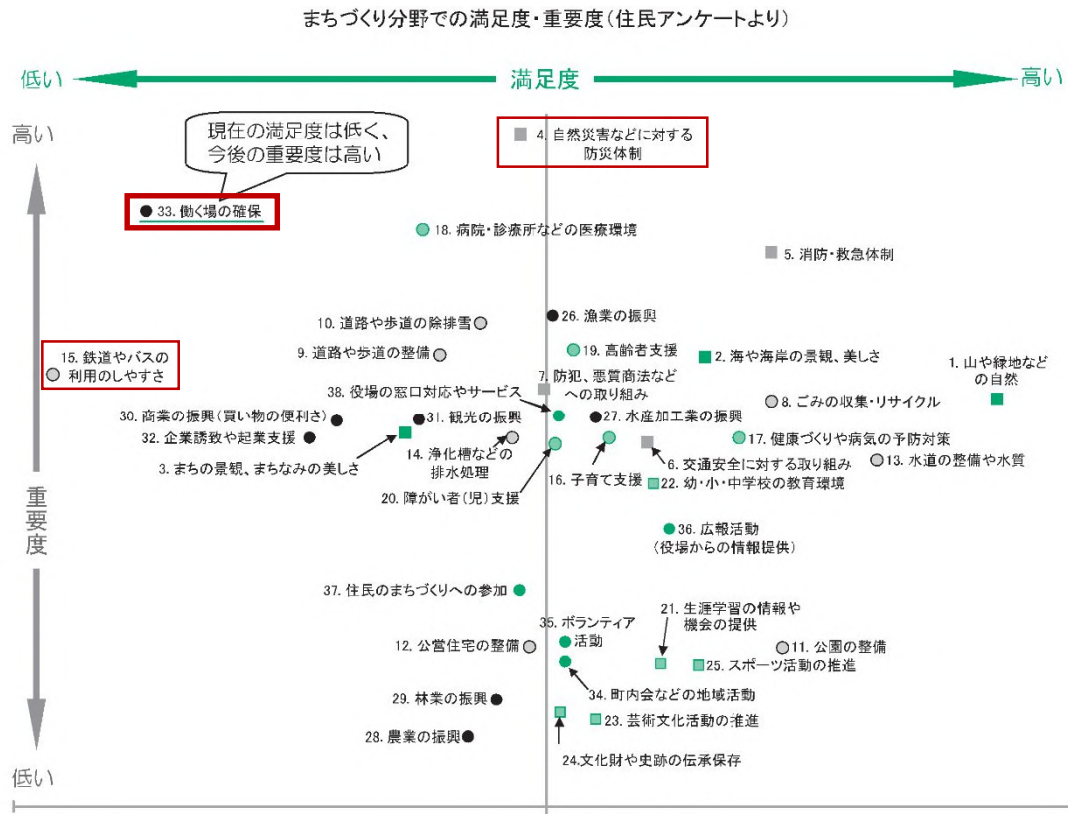 まちづくり分野での満足度・重要度(住民アンケートより)
低い
満足度
高い
高い
現在の満足度は低く、
今後の重要度は高い
4. 自然災害などに対する
防災体制
33. 働く場の確保
18. 病院・診療所などの医療環境
5. 消防・救急体制
10. 道路や歩道の除排雪
26. 漁業の振興
15. 鉄道やバスの
利用のしやすさ
9. 道路や歩道の整備
19. 高齢者支援
2. 海や海岸の景観、美しさ
1. 山や緑地など
の自然
7. 防犯、悪質商法など
への取り組み
38. 役場の窓口対応やサービス
8. ごみの収集・リサイクル
30. 商業の振興(買い物の便利さ)
31. 観光の振興
27. 水産加工業の振興
32. 企業誘致や起業支援
17. 健康づくりや病気の予防対策
3. まちの景観、まちなみの美しさ
14. 浄化槽などの
排水処理
6. 交通安全に対する取り組み
13. 水道の整備や水質
20. 障がい者(児)支援
16. 子育て支援
22. 幼・小・中学校の教育環境
重要度
36. 広報活動
(役場からの情報提供)
37. 住民のまちづくりへの参加
21. 生涯学習の情報や
機会の提供
35. ボランティア
活動
12. 公営住宅の整備
11. 公園の整備
25. スポーツ活動の推進
29. 林業の振興
34. 町内会などの地域活動
23. 芸術文化活動の推進
28. 農業の振興
24. 文化財や史跡の伝承保存
低い